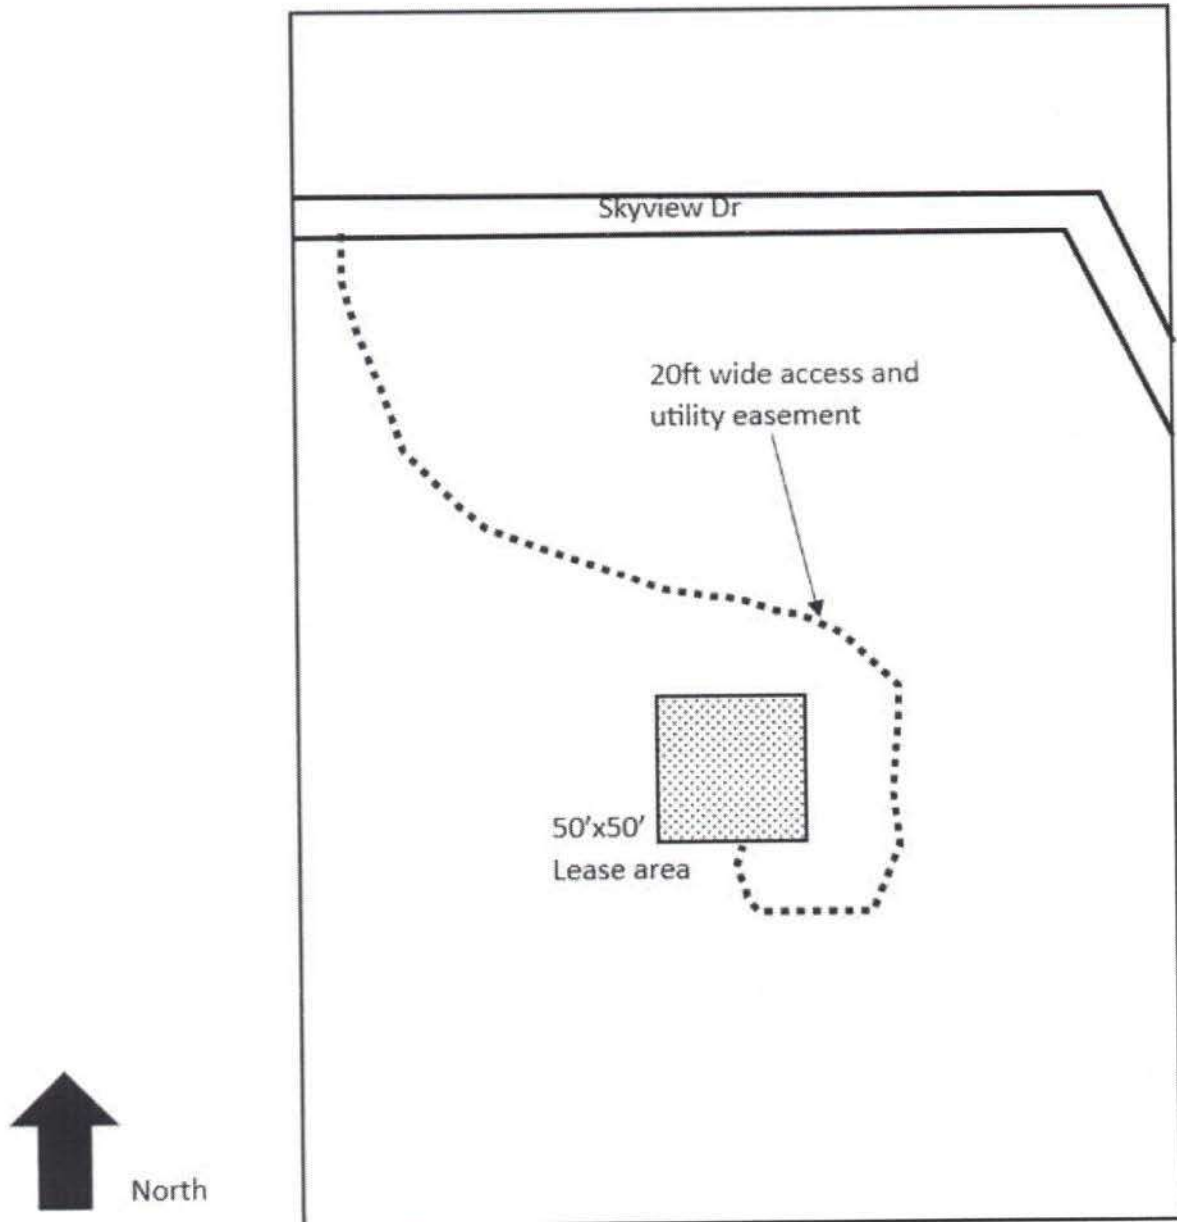 Skyview Dr
20ft wide access and
utility easement
50'x50'
Lease area
North